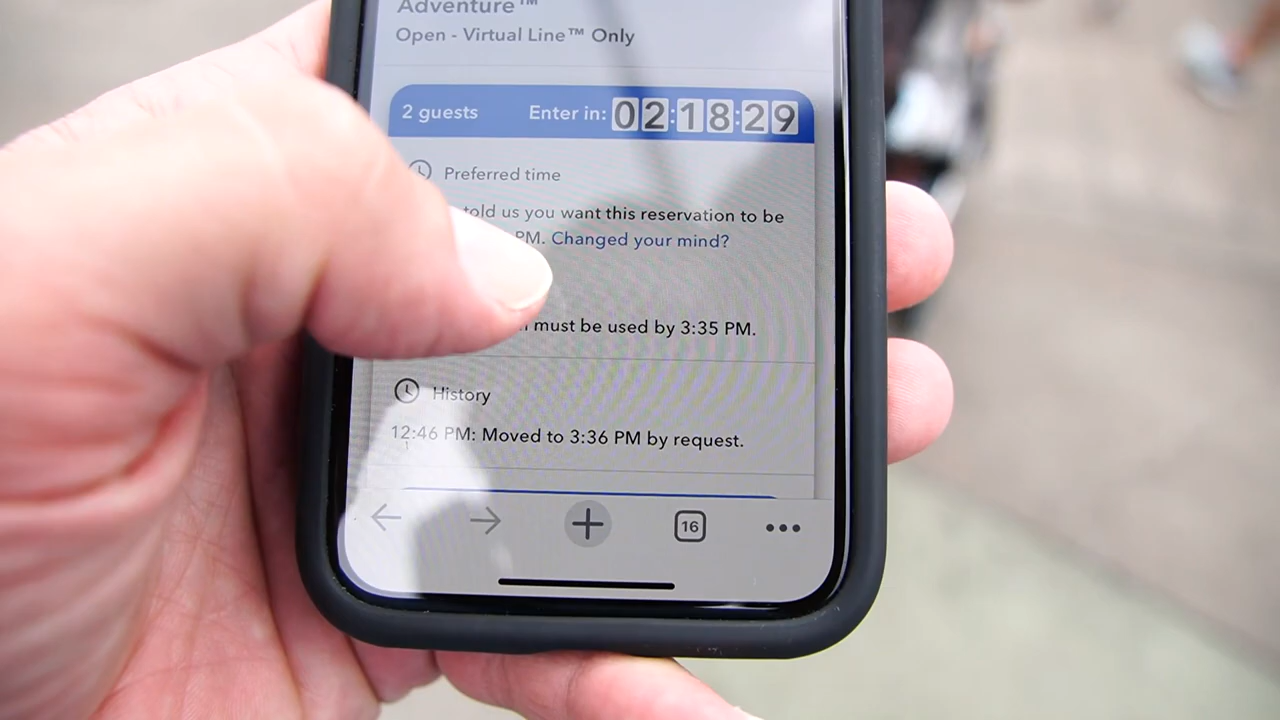 Adventure™
Open - Virtual Line™ Only
2 guests Enter in: 02:18:29
Preferred time
told us you want this reservation to be
PM. Changed your mind?
must be used by 3:35 PM.
History
12:46 PM: Moved to 3:36 PM by request.
16